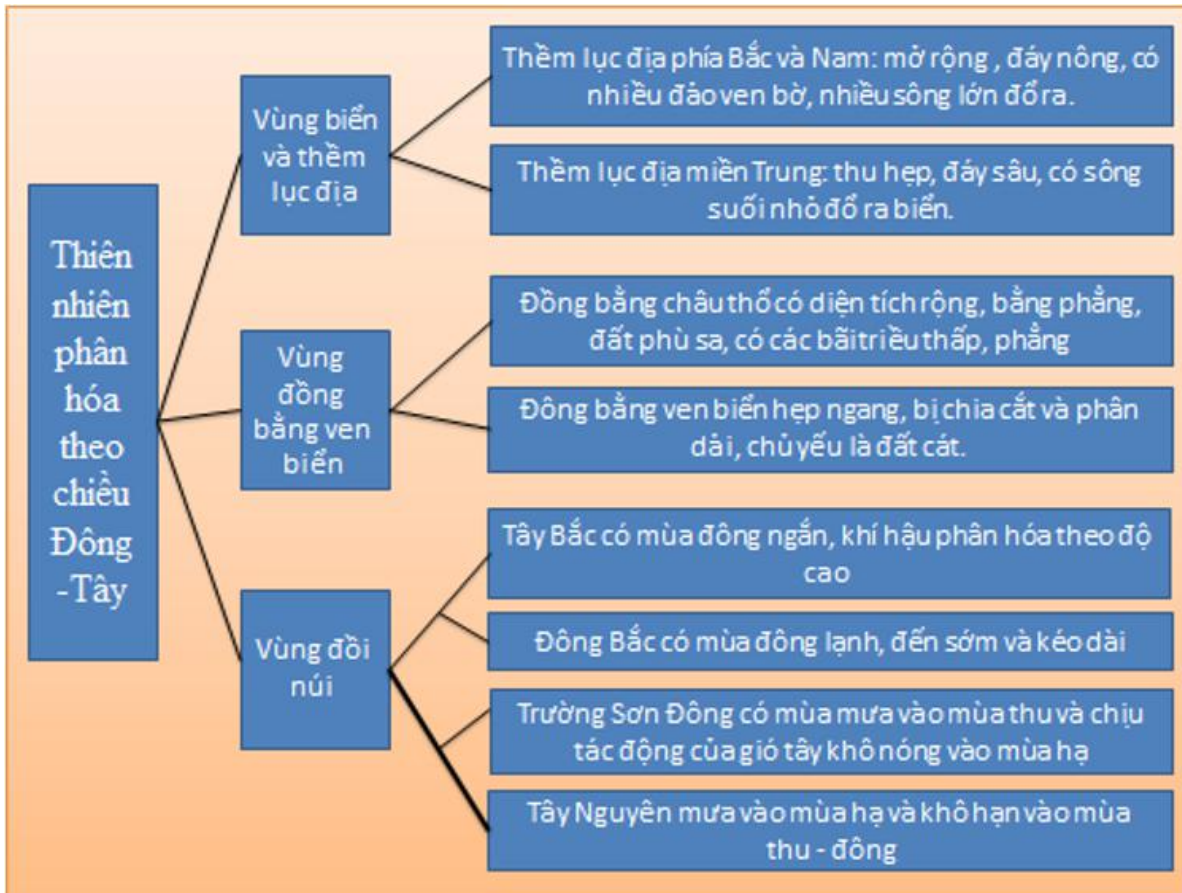 Thiên
nhiên
phân
hóa
theo
chiều
Đông
-Tây
Vùng biển
và thềm
lục địa
Thềm lục địa phía Bắc và Nam: mở rộng , đáy nông, có
nhiều đảo ven bờ, nhiều sông lớn đổ ra.
Thềm lục địa miền Trung: thu hẹp, đáy sâu, có sông
suối nhỏ đổ ra biển.
Vùng
đồng
bằng ven
biển
Đồng bằng châu thổ có diện tích rộng, bằng phẳng,
đất phù sa, có các bãi triều thấp, phẳng
Đông bằng ven biển hẹp ngang, bị chia cắt và phân
dải, chủ yếu là đất cát.
Vùng đồi
núi
Tây Bắc có mùa đông ngắn, khí hậu phân hóa theo độ
cao
Đông Bắc có mùa đông lạnh, đến sớm và kéo dài
Trường Sơn Đông có mùa mưa vào mùa thu và chịu
tác động của gió tây khô nóng vào mùa hạ
Tây Nguyên mưa vào mùa hạ và khô hạn vào mùa
thu - đông